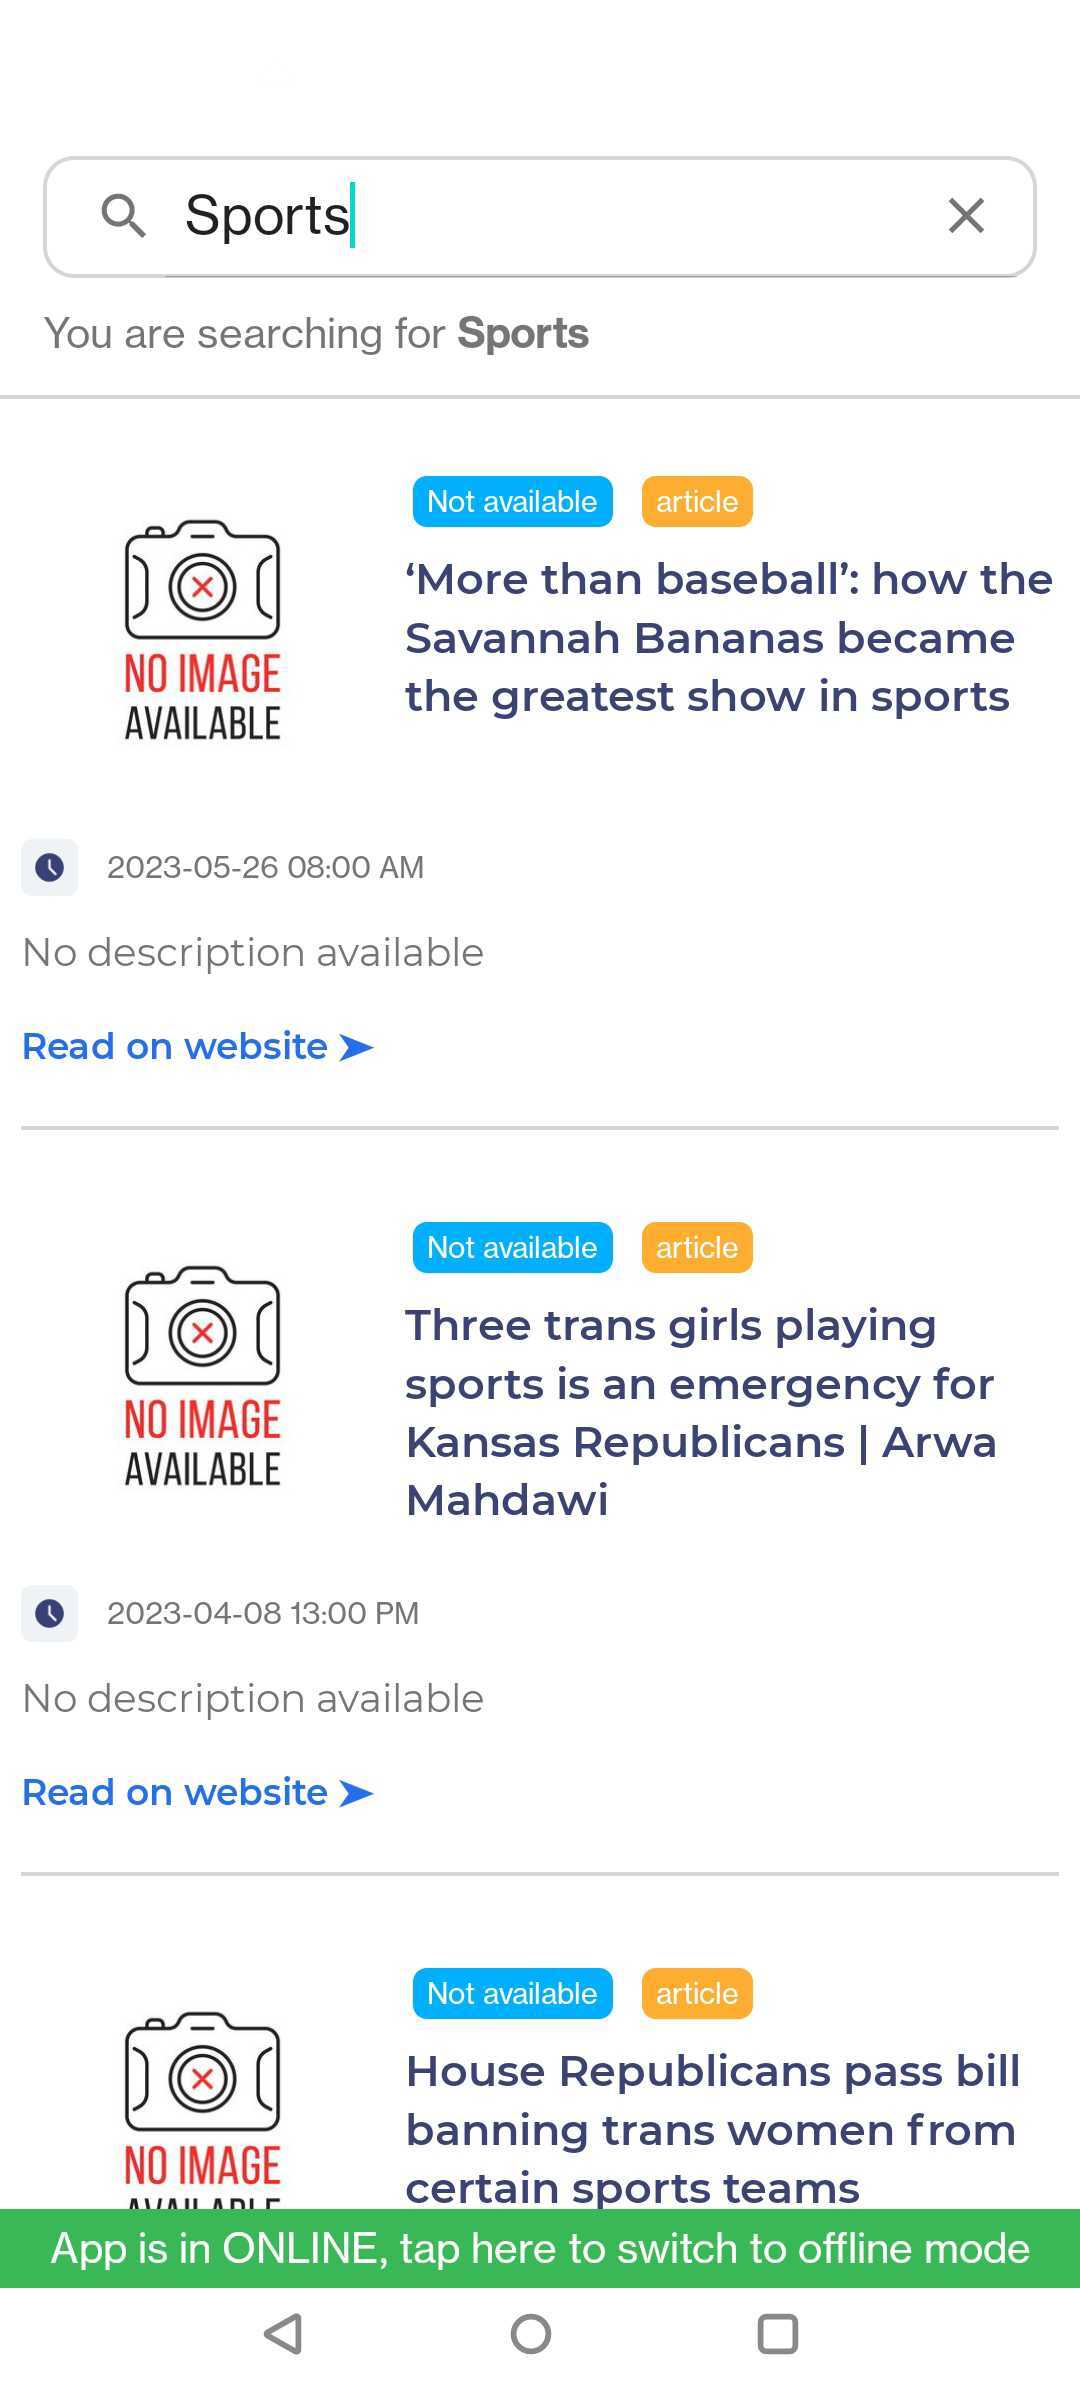 Sports
You are searching for Sports
Not available article
‘More than baseball’: how the
Savannah Bananas became
the greatest show in sports
NO IMAGE
AVAILABLE
2023-05-26 08:00 AM
No description available
Read on website ➤
Not available article
Three trans girls playing
sports is an emergency for
Kansas Republicans | Arwa
Mahdawi
NO IMAGE
AVAILABLE
2023-04-08 13:00 PM
No description available
Read on website ➤
Not available article
House Republicans pass bill
banning trans women from
certain sports teams
NO IMAGE
AVAILABLE
App is in ONLINE, tap here to switch to offline mode